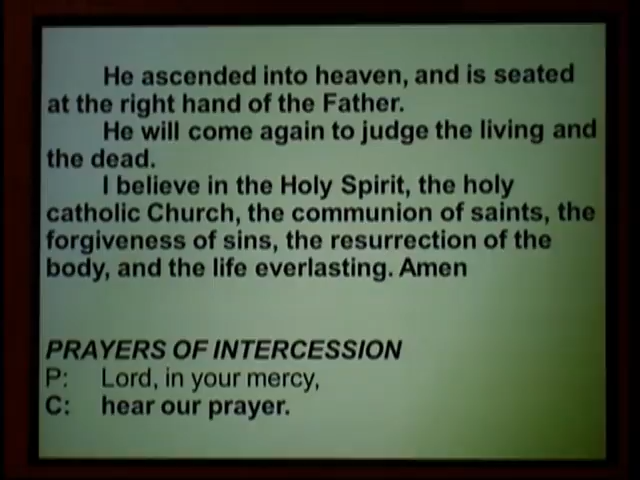 He ascended into heaven, and is seated
at the right hand of the Father.
He will come again to judge the living and
the dead.
I believe in the Holy Spirit, the holy
catholic Church, the communion of saints, the
forgiveness of sins, the resurrection of the
body, and the life everlasting. Amen
PRAYERS OF INTERCESSION
P: Lord, in your mercy,
C: hear our prayer.